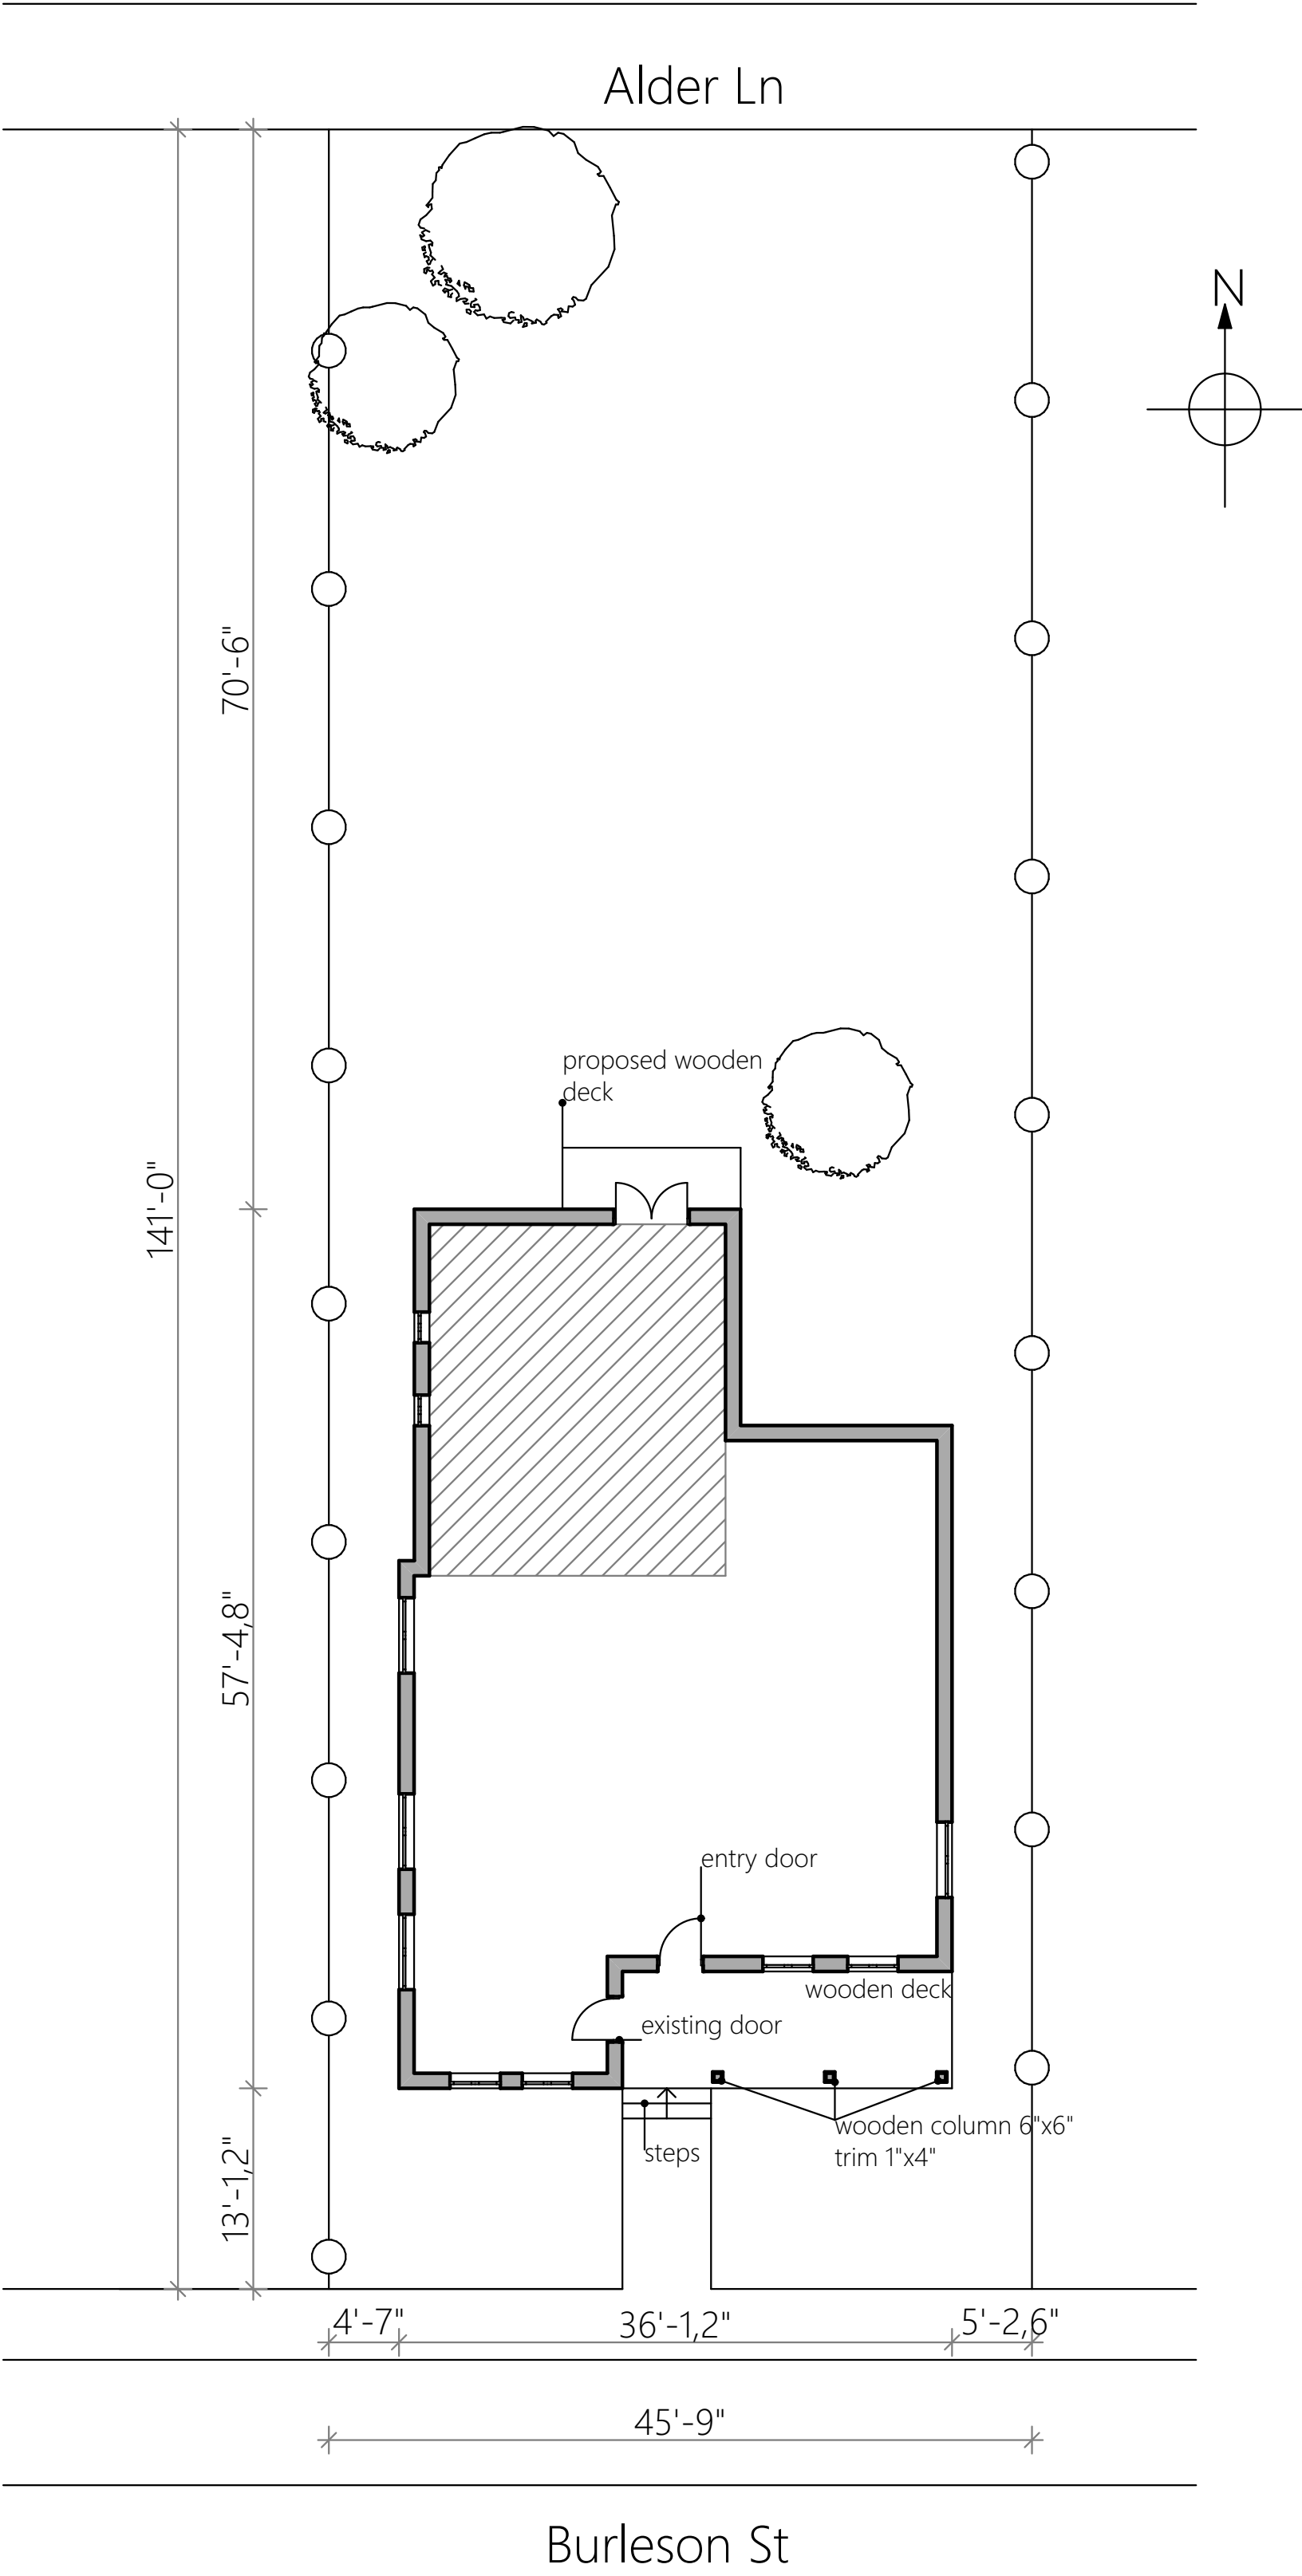 Alder Ln
N
70'-6"
proposed wooden
deck
141'-0"
57'-4,8"
entry door
wooden deck
existing door
wooden column 6"x6"
trim 1"x4"
steps
13'-1,2"
4'-7"
36'-1,2"
5'-2,6"
45'-9"
Burleson St